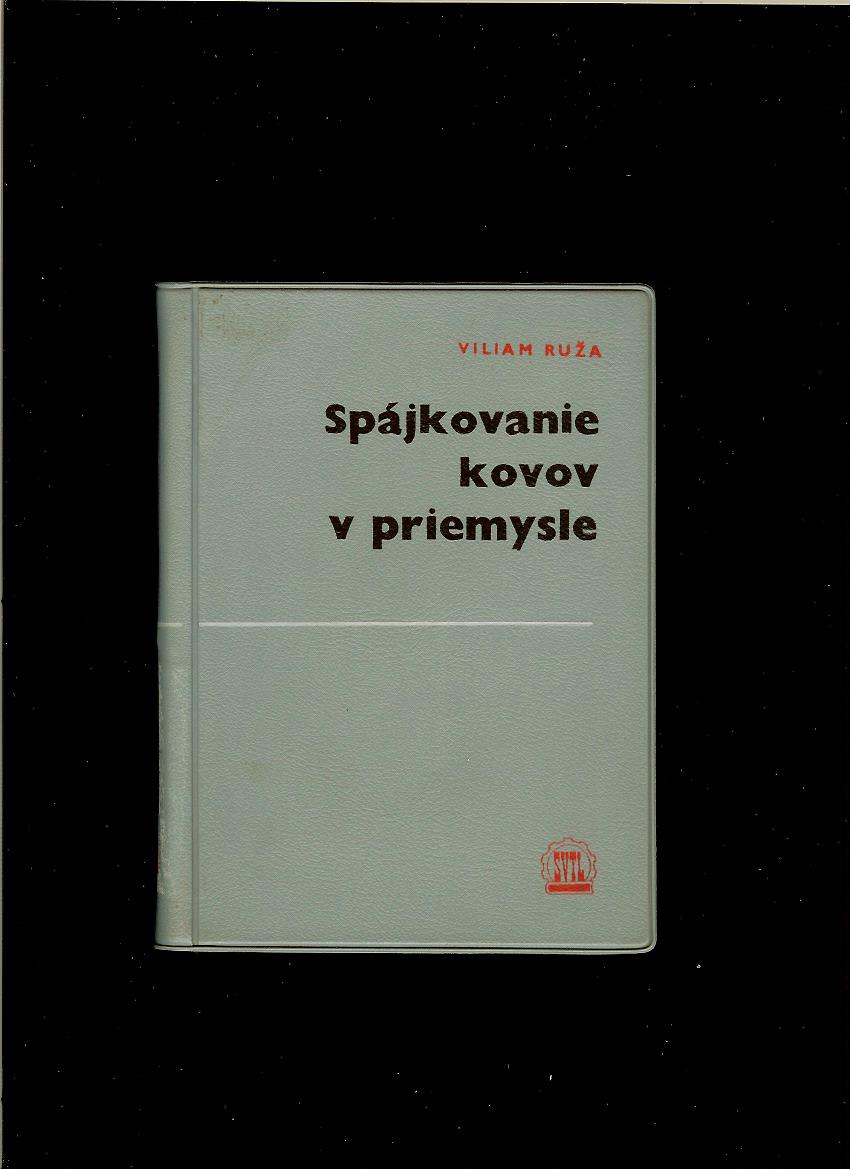 VILIAM RUŽA
Spájkovanie
kovov
v priemysle
SVTL